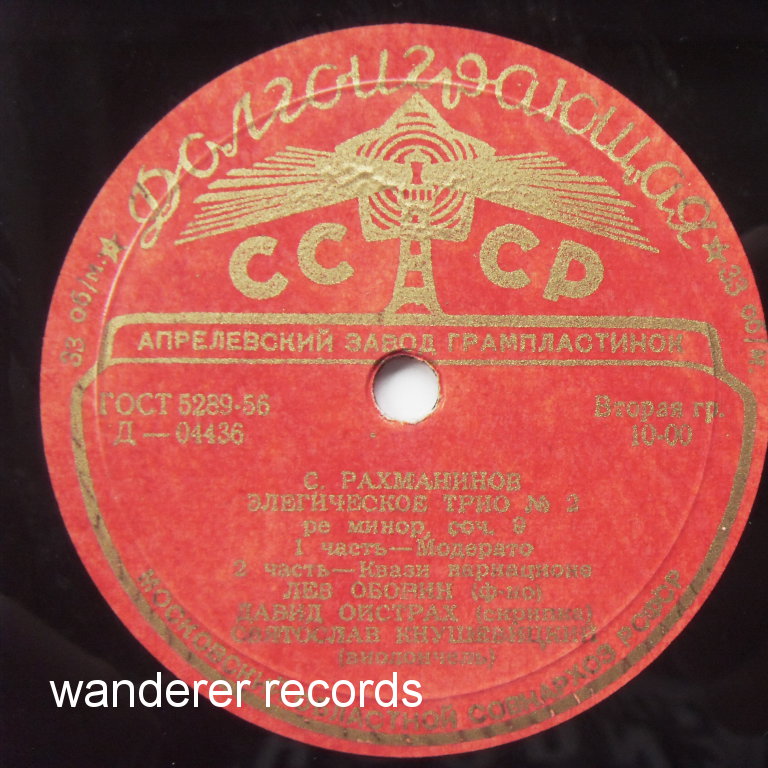 Долгоиграющая
33 об/м. ★ ★ 33 об/м.
СССР
АПРЕЛЕВСКИЙ ЗАВОД ГРАМПЛАСТИНОК
ГОСТ 5289-56
Вторая гр.
Д — 04436
10-00
С. РАХМАНИНОВ
ЭЛЕГИЧЕСКОЕ ТРИО № 2
ре минор, соч. 9
1 часть — Модерато
2 часть — Квази вариационе
ЛЕВ ОБОРИН (ф-но)
ДАВИД ОЙСТРАХ (скрипка)
СВЯТОСЛАВ КНУШЕВИЦКИЙ
(виолончель)
СОВНАРХОЗ РСФСР
wanderer records